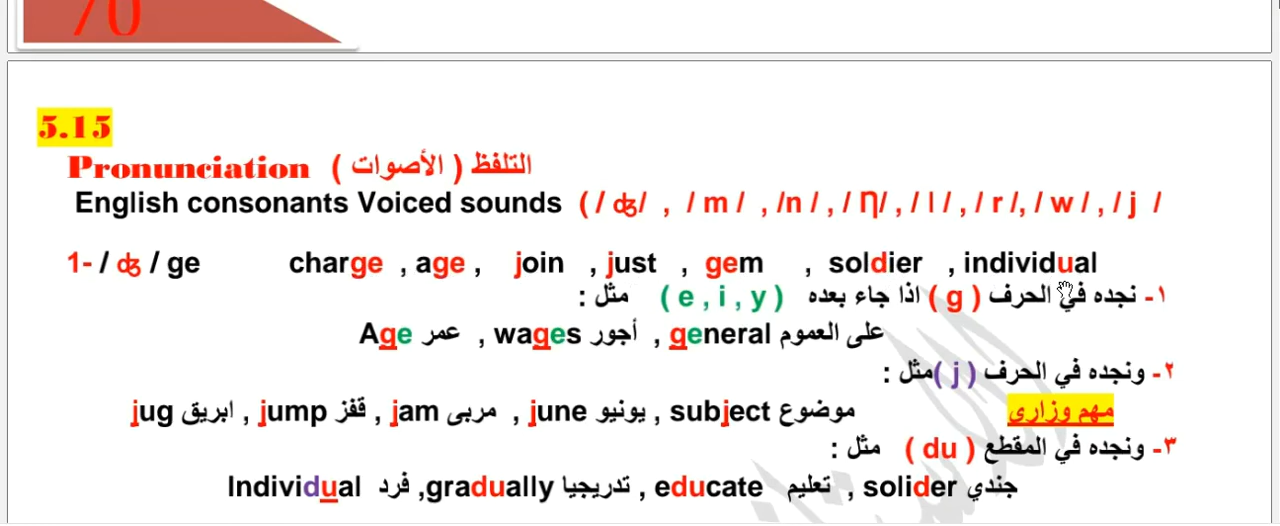 70
5.15
Pronunciation ( التلفظ ( الأصوات
English consonants Voiced sounds ( / ʤ/ , / m / , /n / , / Ŋ/ , / l / , / r /, / w / , / j /
1- / ʤ / ge charge , age , join , just , gem , soldier , individual
١- نجده في الحرف ( g ) اذا جاء بعده ( e , i , y ) مثل :
Age عمر , wages أجور , general على العموم
٢- ونجده في الحرف ( j ) مثل :
jug ابريق , jump قفز , jam مربى , june يونيو , subject موضوع مهم وزاري
٣- ونجده في المقطع ( du ) مثل :
Individual فرد ,gradually تدريجيا , educate تعليم , solider جندي